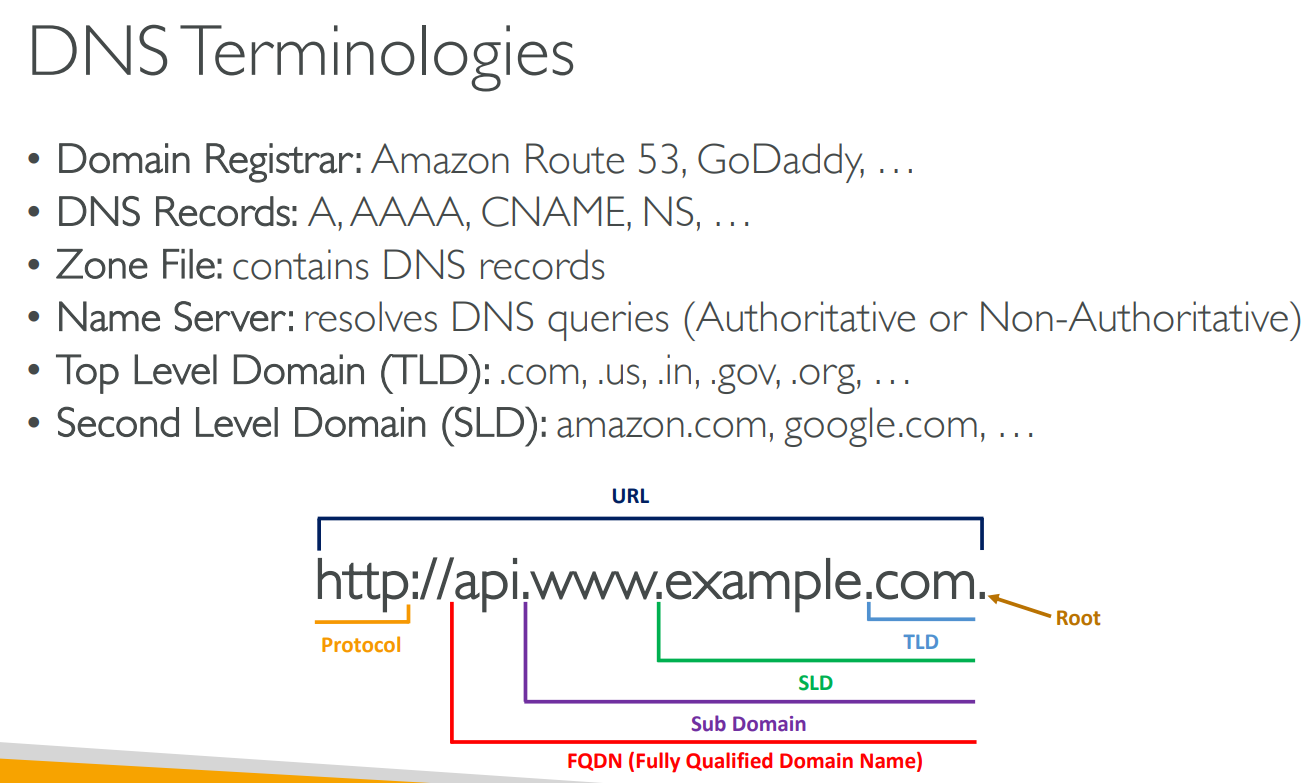 DNS Terminologies
• Domain Registrar: Amazon Route 53, GoDaddy, …
• DNS Records: A, AAAA, CNAME, NS, …
• Zone File: contains DNS records
• Name Server: resolves DNS queries (Authoritative or Non-Authoritative)
• Top Level Domain (TLD): .com, .us, .in, .gov, .org, …
• Second Level Domain (SLD): amazon.com, google.com, …
URL
http://api.www.example.com.
Root
Protocol
TLD
SLD
Sub Domain
FQDN (Fully Qualified Domain Name)